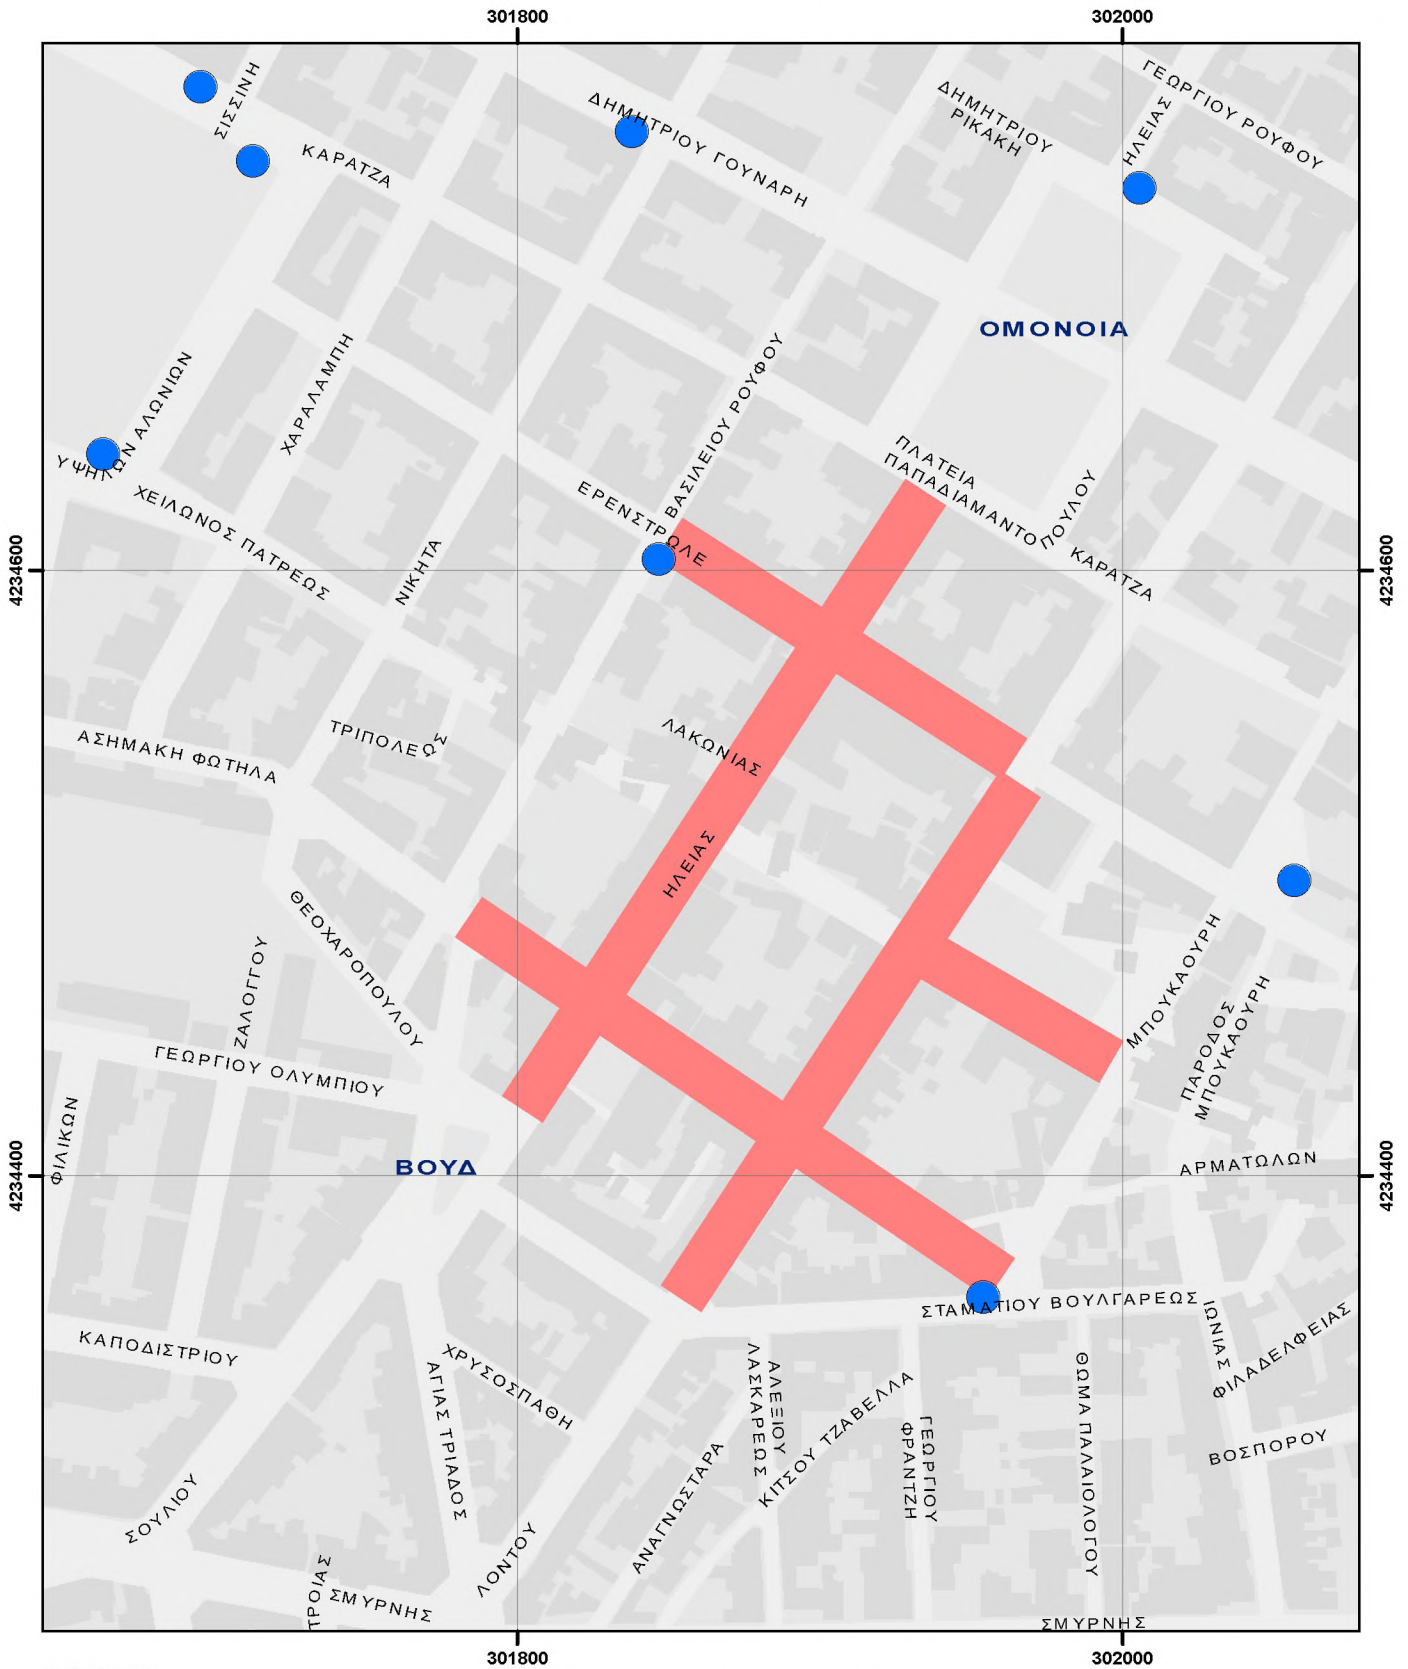 301800
302000
ΣΙΣΣΙΝΗ
ΚΑΡΑΤΖΑ
ΔΗΜΗΤΡΙΟΥ ΓΟΥΝΑΡΗ
ΔΗΜΗΤΡΙΟΥ
ΡΙΚΑΚΗ
ΗΛΕΙΑΣ
ΓΕΩΡΓΙΟΥ ΡΟΥΦΟΥ
ΟΜΟΝΟΙΑ
ΥΨΗΛΩΝ ΑΛΩΝΙΩΝ
ΧΑΡΑΛΑΜΠΗ
ΒΑΣΙΛΕΙΟΥ ΡΟΥΦΟΥ
ΠΛΑΤΕΙΑ
ΠΑΠΑΔΙΑΜΑΝΤΟΠΟΥΛΟΥ
ΧΕΙΛΩΝΟΣ ΠΑΤΡΕΩΣ
ΝΙΚΗΤΑ
ΕΡΕΝΣΤΡΩΛΕ
ΚΑΡΑΤΖΑ
4234600
4234600
ΑΣΗΜΑΚΗ ΦΩΤΗΛΑ
ΤΡΙΠΟΛΕΩΣ
ΛΑΚΩΝΙΑΣ
ΗΛΕΙΑΣ
ΘΕΟΧΑΡΟΠΟΥΛΟΥ
ΖΑΛΟΓΓΟΥ
ΓΕΩΡΓΙΟΥ ΟΛΥΜΠΙΟΥ
ΜΠΟΥΚΑΟΥΡΗ
ΠΑΡΟΔΟΣ
ΜΠΟΥΚΑΟΥΡΗ
ΦΙΛΙΚΩΝ
ΒΟΥΔ
ΑΡΜΑΤΩΛΩΝ
4234400
4234400
ΣΤΑΜΑΤΙΟΥ ΒΟΥΛΓΑΡΕΩΣ
ΙΩΝΙΑΣ
ΦΙΛΑΔΕΛΦΕΙΑΣ
ΚΑΠΟΔΙΣΤΡΙΟΥ
ΧΡΥΣΟΣΠΑΘΗ
ΑΓΙΑΣ ΤΡΙΑΔΟΣ
ΑΛΕΞΙΟΥ
ΛΑΣΚΑΡΕΩΣ
ΚΙΤΣΟΥ ΤΖΑΒΕΛΛΑ
ΓΕΩΡΓΙΟΥ
ΦΡΑΝΤΖΗ
ΘΩΜΑ ΠΑΛΑΙΟΛΟΓΟΥ
ΒΟΣΠΟΡΟΥ
ΣΟΥΛΙΟΥ
ΛΟΝΤΟΥ
ΑΝΑΓΝΩΣΤΑΡΑ
ΤΡΟΙΑΣ
ΣΜΥΡΝΗΣ
ΣΜΥΡΝΗΣ
301800
302000